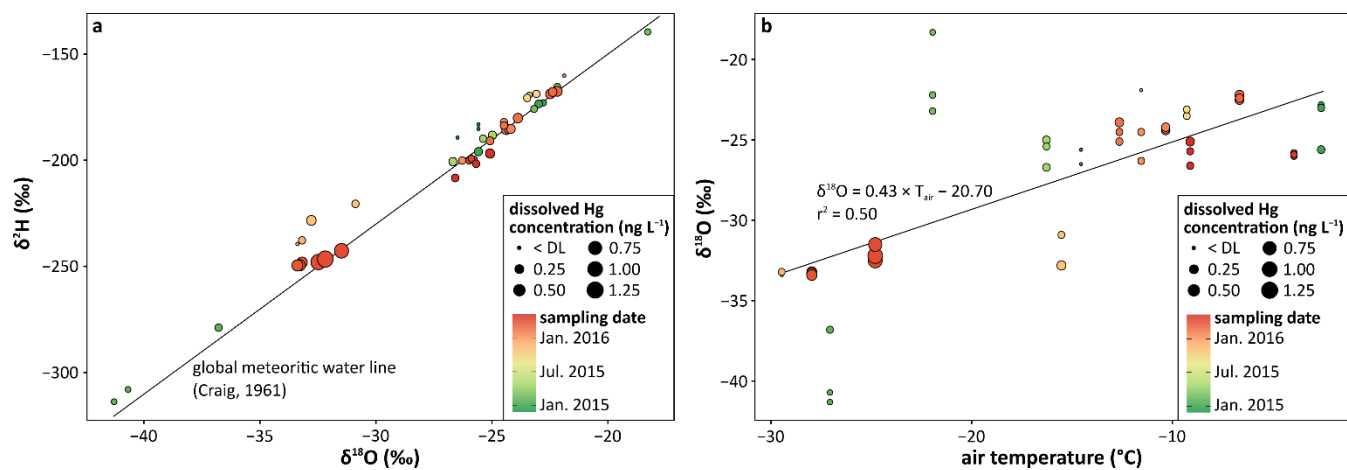 a
−150
−200
−250
−300
δ²H (‰)
−40
−35
−30
−25
−20
δ¹⁸O (‰)
global meteoritic water line
(Craig, 1961)
dissolved Hg
concentration (ng L⁻¹)
< DL 0.75
0.25 1.00
0.50 1.25
sampling date
Jan. 2016
Jul. 2015
Jan. 2015
b
−20
−25
−30
−35
−40
δ¹⁸O (‰)
−30
−20
−10
air temperature (°C)
δ¹⁸O = 0.43 × Tair − 20.70
r² = 0.50
dissolved Hg
concentration (ng L⁻¹)
< DL 0.75
0.25 1.00
0.50 1.25
sampling date
Jan. 2016
Jul. 2015
Jan. 2015